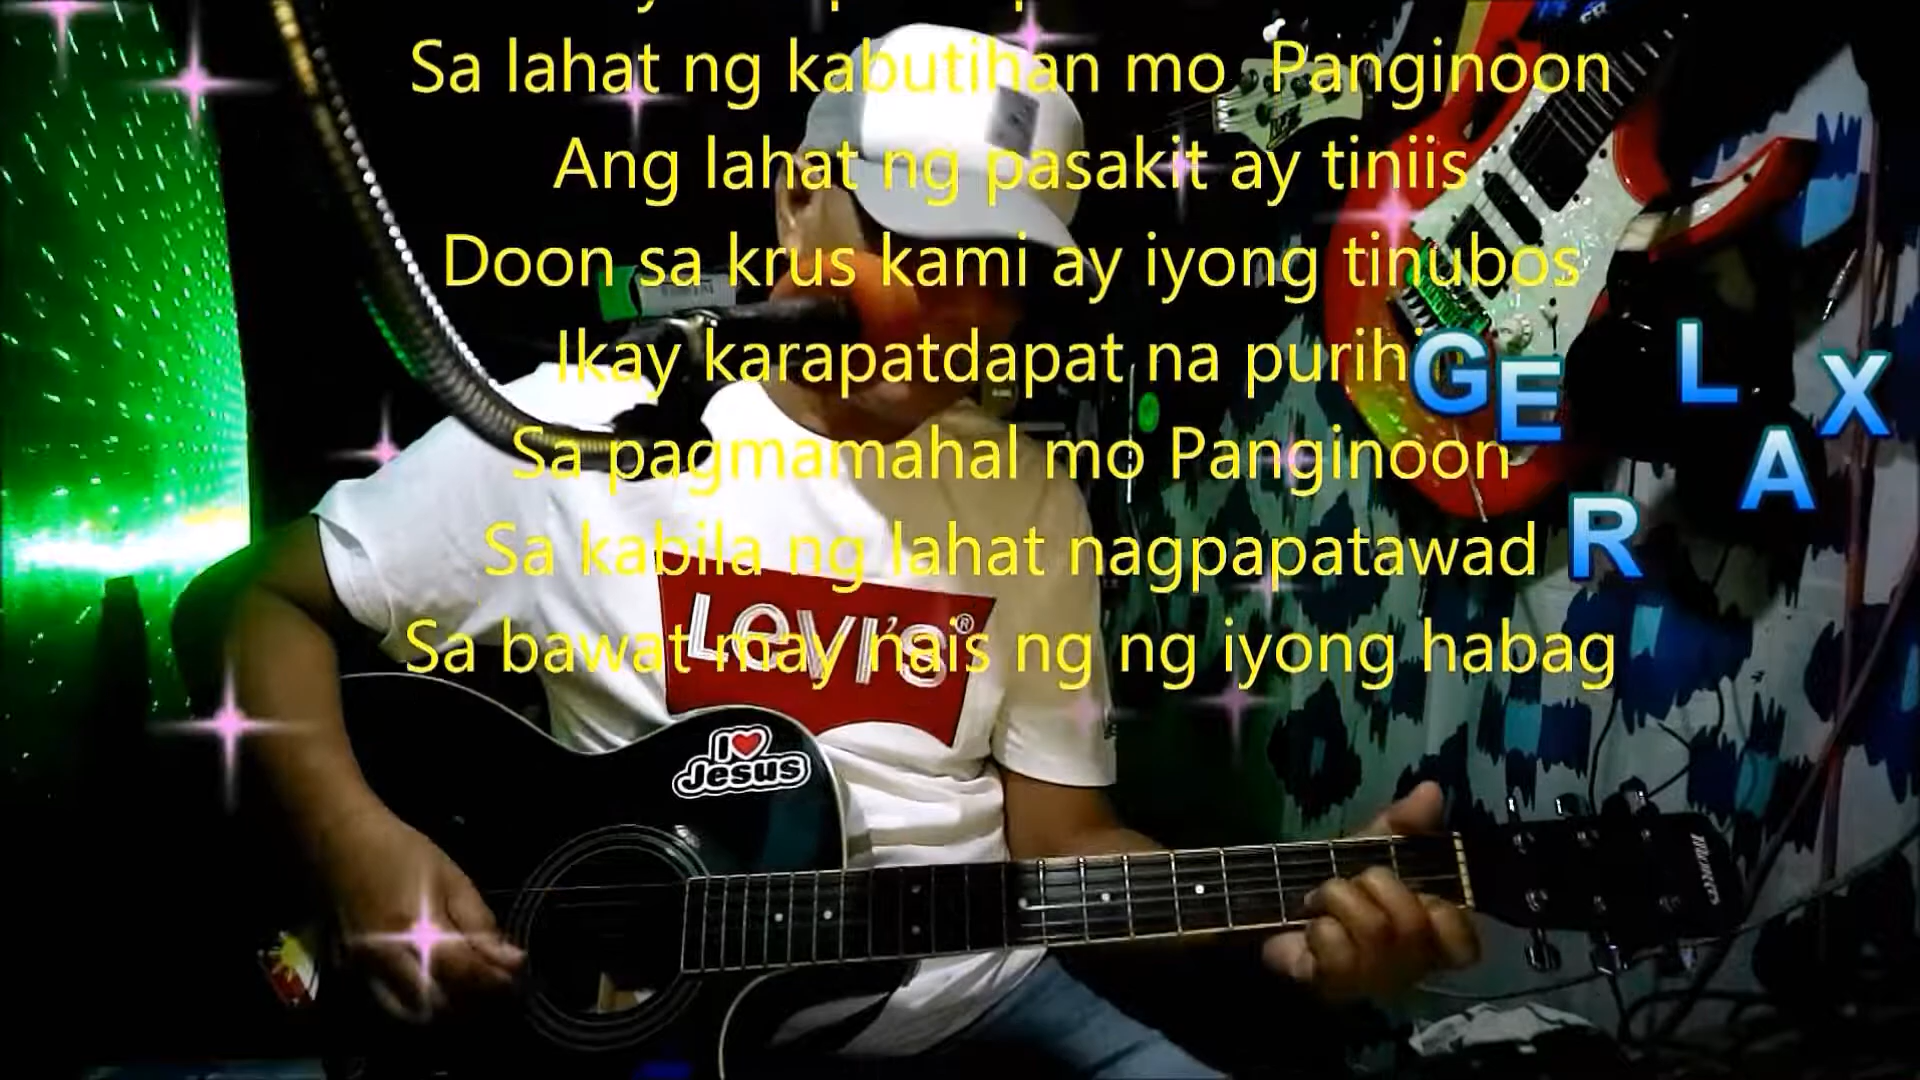 Sa lahat ng kabutihan mo Panginoon
Ang lahat ng pasakit ay tiniis
Doon sa krus kami ay iyong tinubos
Ikay karapatdapat na purihi
Sa pagmamahal mo Panginoon
Sa kabila ng lahat nagpapatawad
Sa bawat may nais ng ng iyong habag
G E R L A X
LEVI'S®
I ❤ Jesus